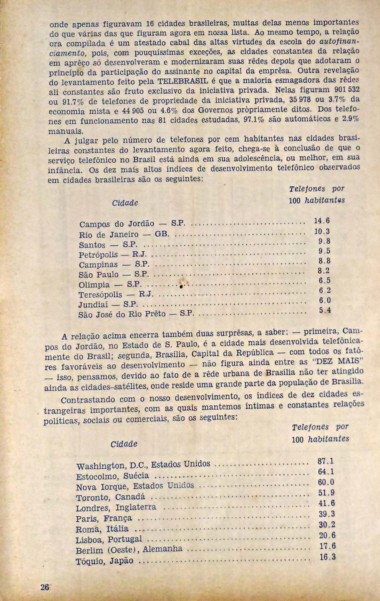 onde apenas figuravam 16 cidades brasileiras, muitas delas menos importantes
do que várias das que figuram agora em nossa lista. Ao mesmo tempo, a relação
ora compilada é um atestado cabal das altas virtudes da escola do autofinan-
ciamento, pois, com pouquíssimas exceções, as cidades constantes da relação
em aprêço só desenvolveram e modernizaram suas rêdes depois que adotaram o
princípio da participação do assinante no capital da emprêsa. Outra revelação
do levantamento feito pela TELEBRASIL é que a maioria esmagadora das rêdes
ali constantes são fruto exclusivo da iniciativa privada. Nelas figuram 901 532
ou 91.7% de telefones de propriedade da iniciativa privada, 35 978 ou 3.7% da
economia mista e 44 905 ou 4.6% dos Governos pròpriamente ditos. Dos telefo-
nes em funcionamento nas 81 cidades estudadas, 97.1% são automáticos e 2.9%
manuais.
A julgar pelo número de telefones por cem habitantes nas cidades brasi-
leiras constantes do levantamento agora feito, chega-se à conclusão de que o
serviço telefônico no Brasil está ainda em sua adolescência, ou melhor, em sua
infância. Os dez mais altos índices de desenvolvimento telefônico observados
em cidades brasileiras são os seguintes:
Telefones por
Cidade 100 habitantes
Campos do Jordão — S.P. 14.6
Rio de Janeiro — GB. 10.3
Santos — S.P. 9.8
Petrópolis — R.J. 9.5
Campinas — S.P. 8.8
São Paulo — S.P. 8.2
Olímpia — S.P. 6.5
Teresópolis — R.J. 6.2
Jundiaí — S.P. 6.0
São José do Rio Prêto — S.P. 5.4
A relação acima encerra também duas surprêsas, a saber: — primeira, Cam-
pos do Jordão, no Estado de S. Paulo, é a cidade mais desenvolvida telefônica-
mente do Brasil; segunda, Brasília, Capital da República — com todos os fatô-
res favoráveis ao desenvolvimento — não figura ainda entre as "DEZ MAIS"
— isso, pensamos, devido ao fato de a rêde urbana de Brasília não ter atingido
ainda as cidades-satélites, onde reside uma grande parte da população de Brasília.
Contrastando com o nosso desenvolvimento, os índices de dez cidades es-
trangeiras importantes, com as quais mantemos íntimas e constantes relações
políticas, sociais ou comerciais, são os seguintes:
Telefones por
Cidade 100 habitantes
Washington, D.C., Estados Unidos 87.1
Estocolmo, Suécia 64.1
Nova Iorque, Estados Unidos 60.0
Toronto, Canadá 51.9
Londres, Inglaterra 41.6
Paris, França 39.3
Roma, Itália 30.2
Lisboa, Portugal 20.6
Berlim (Oeste), Alemanha 17.6
Tóquio, Japão 16.3
26